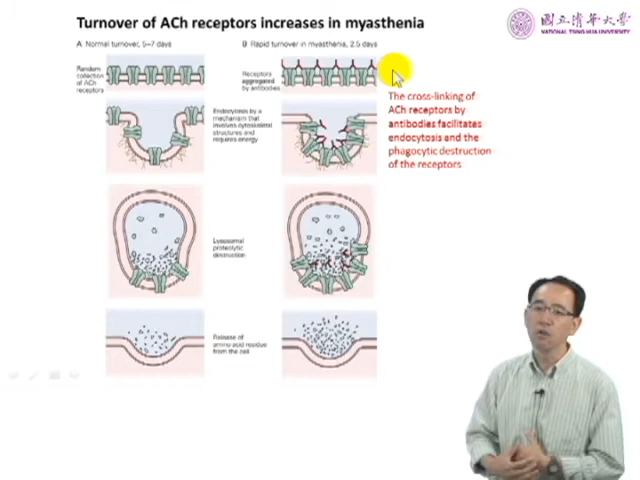 Turnover of ACh receptors increases in myasthenia
國立清華大學
NATIONAL TSING HUA UNIVERSITY
A Normal turnover, 5–7 days
B Rapid turnover in myasthenia, 2.5 days
Random
collection
of ACh
receptors
Receptors
aggregated
by antibodies
The cross-linking of
ACh receptors by
antibodies facilitates
endocytosis and the
phagocytic destruction
of the receptors
Endocytosis by a
mechanism that
involves cytoskeletal
structures and
requires energy
Lysosomal
proteolytic
destruction
Release of
amino acid residue
from the cell